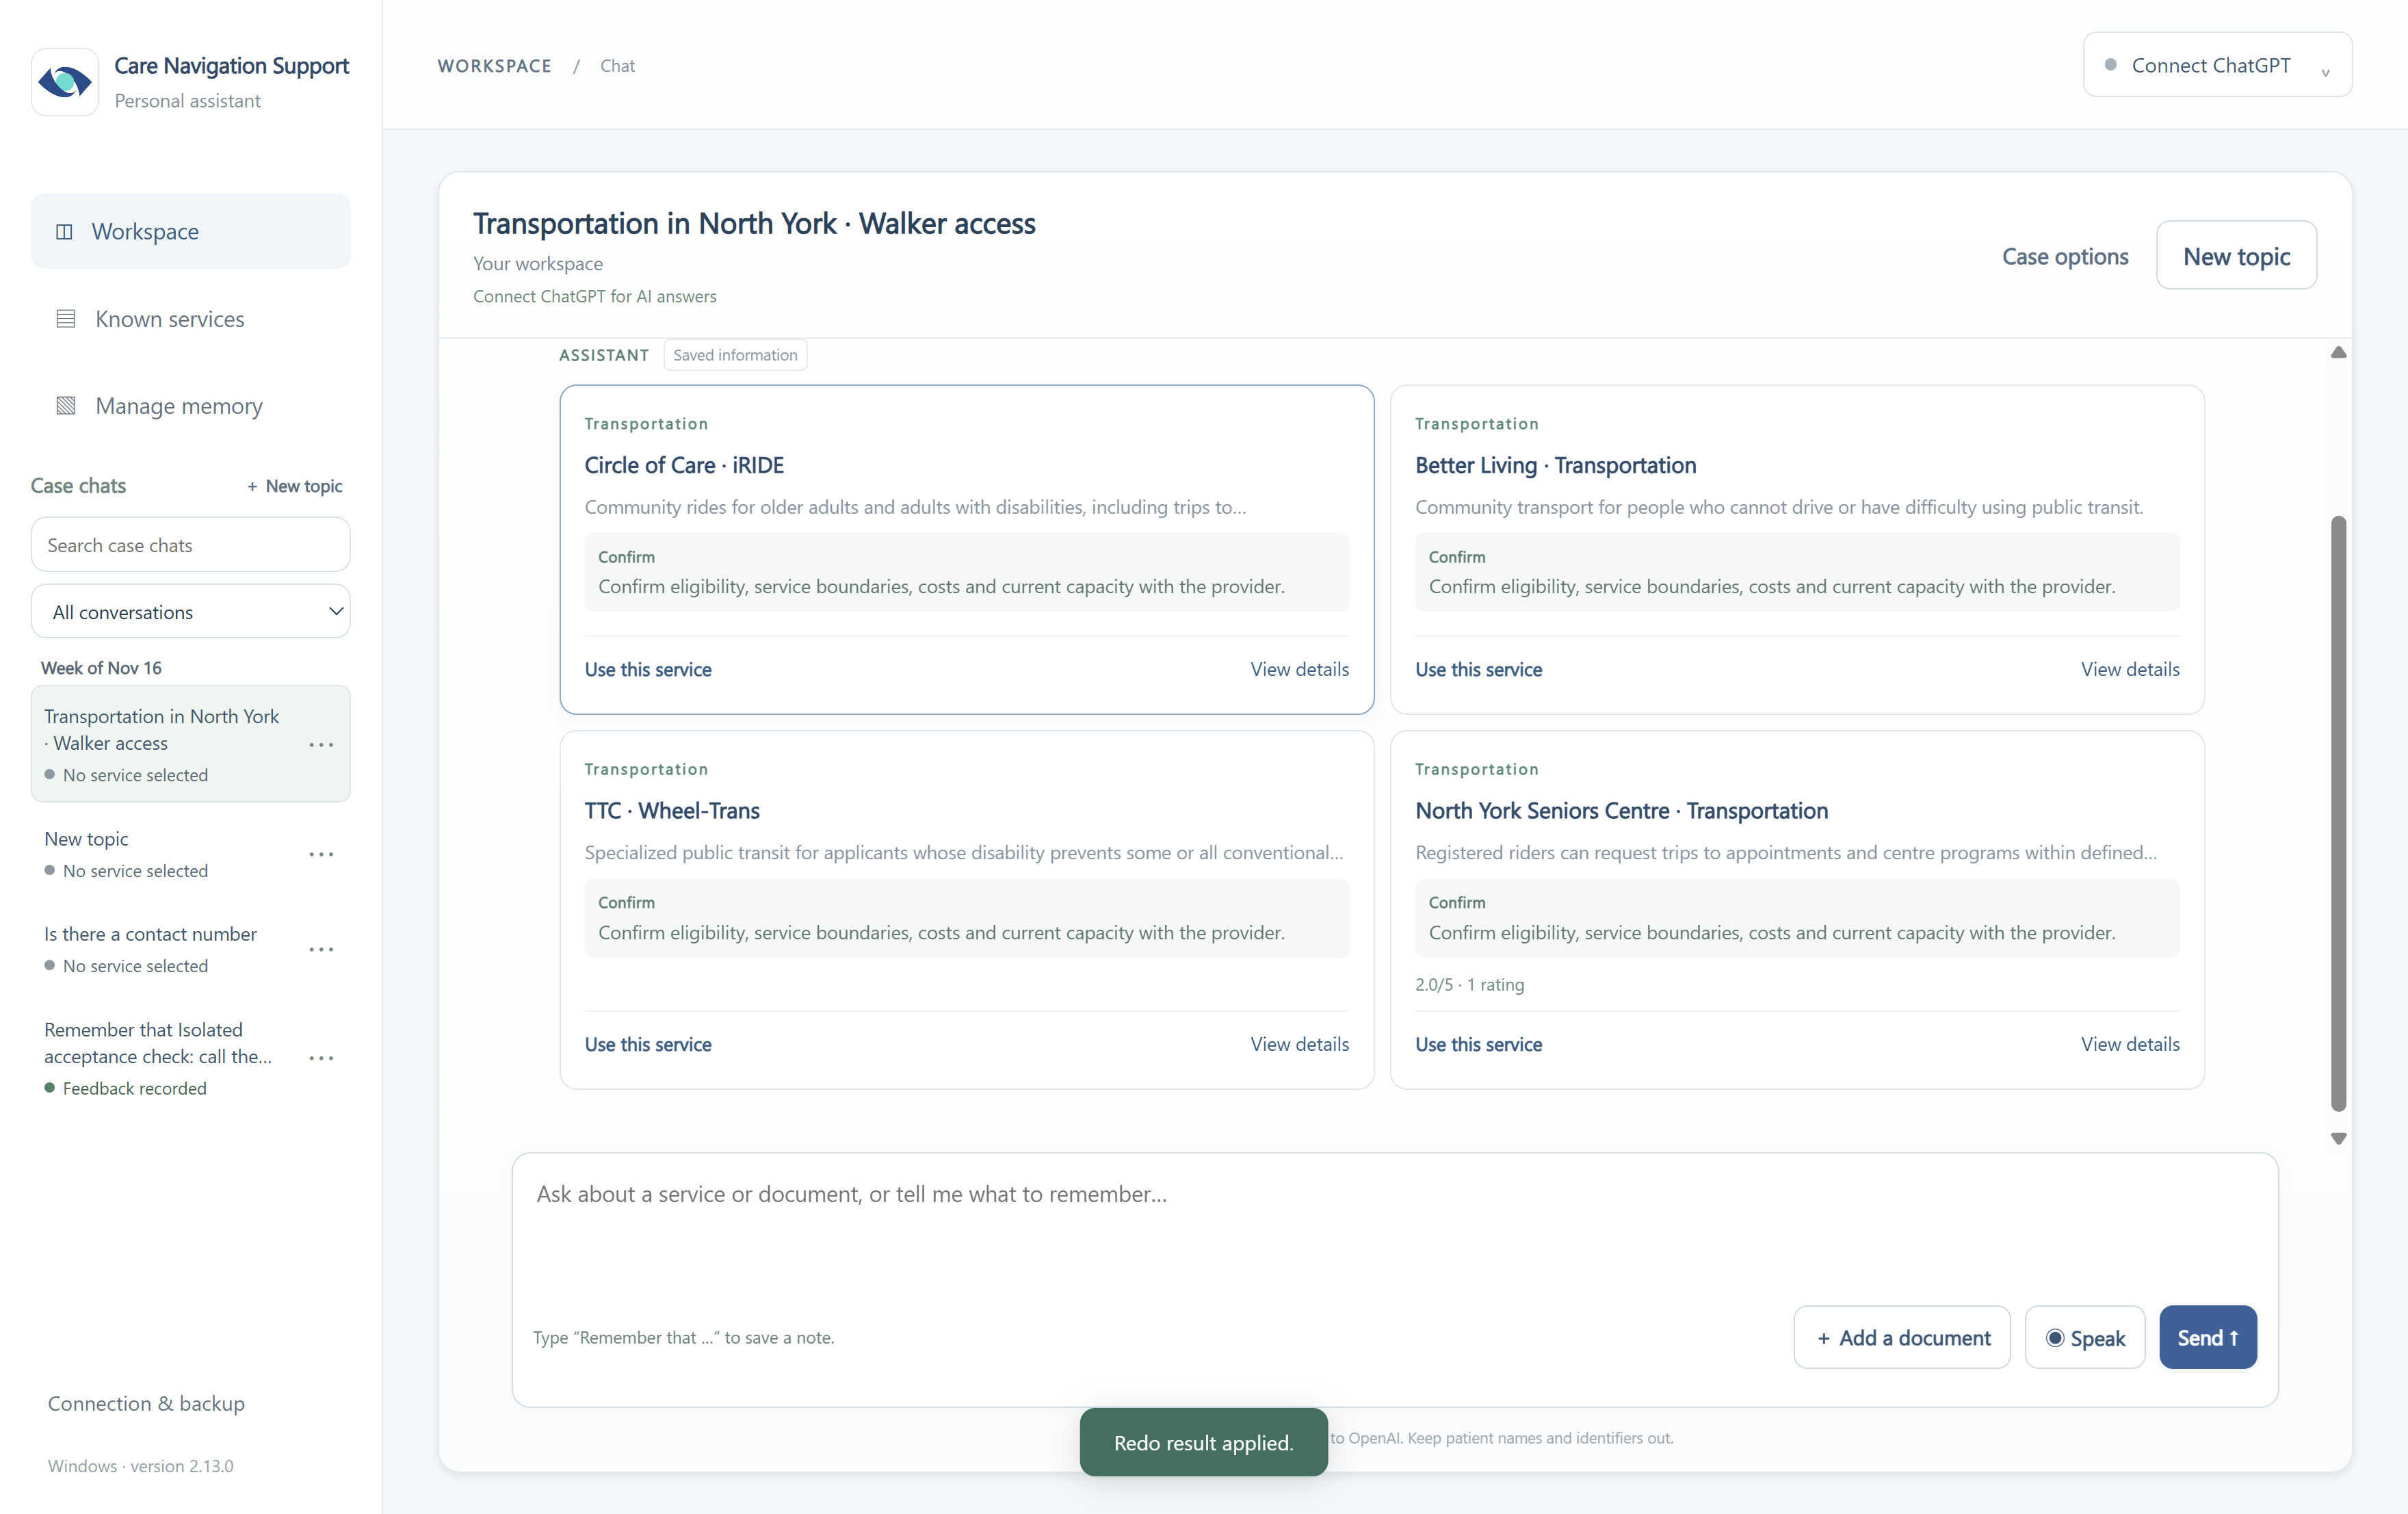 Care Navigation Support
Personal assistant
Workspace
Known services
Manage memory
Case chats
+ New topic
Search case chats
All conversations
Week of Nov 16
Transportation in North York
· Walker access
No service selected
New topic
No service selected
Is there a contact number
No service selected
Remember that Isolated
acceptance check: call the...
Feedback recorded
Connection & backup
Windows · version 2.13.0
WORKSPACE / Chat
Connect ChatGPT v
Transportation in North York · Walker access
Your workspace
Connect ChatGPT for AI answers
Case options
New topic
ASSISTANT Saved information
Transportation
Circle of Care · iRIDE
Community rides for older adults and adults with disabilities, including trips to...
Confirm
Confirm eligibility, service boundaries, costs and current capacity with the provider.
Use this service View details
Transportation
Better Living · Transportation
Community transport for people who cannot drive or have difficulty using public transit.
Confirm
Confirm eligibility, service boundaries, costs and current capacity with the provider.
Use this service View details
Transportation
TTC · Wheel-Trans
Specialized public transit for applicants whose disability prevents some or all conventional...
Confirm
Confirm eligibility, service boundaries, costs and current capacity with the provider.
Use this service View details
Transportation
North York Seniors Centre · Transportation
Registered riders can request trips to appointments and centre programs within defined...
Confirm
Confirm eligibility, service boundaries, costs and current capacity with the provider.
2.0/5 · 1 rating
Use this service View details
Ask about a service or document, or tell me what to remember...
Type “Remember that ...” to save a note.
+ Add a document
Speak
Send ↑
Redo result applied.
to OpenAI. Keep patient names and identifiers out.